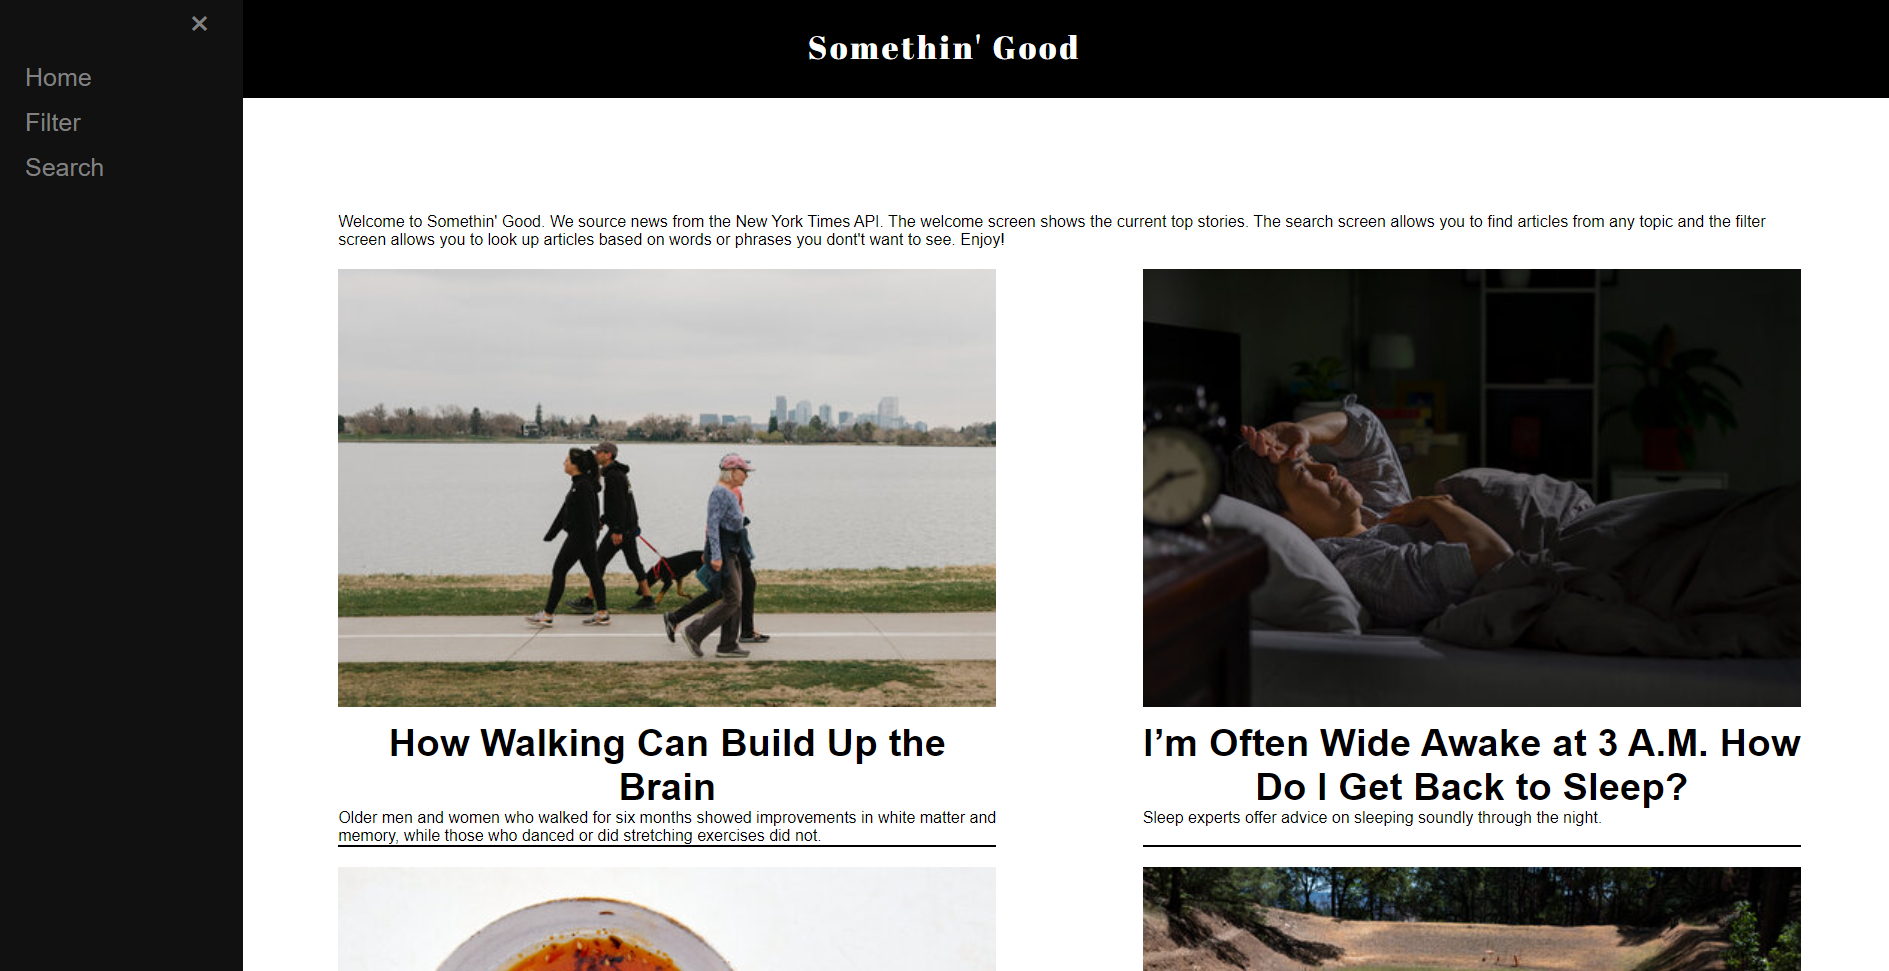 ×
Home
Filter
Search
Somethin' Good
Welcome to Somethin' Good. We source news from the New York Times API. The welcome screen shows the current top stories. The search screen allows you to find articles from any topic and the filter
screen allows you to look up articles based on words or phrases you dont't want to see. Enjoy!
How Walking Can Build Up the
Brain
Older men and women who walked for six months showed improvements in white matter and
memory, while those who danced or did stretching exercises did not.
I’m Often Wide Awake at 3 A.M. How
Do I Get Back to Sleep?
Sleep experts offer advice on sleeping soundly through the night.